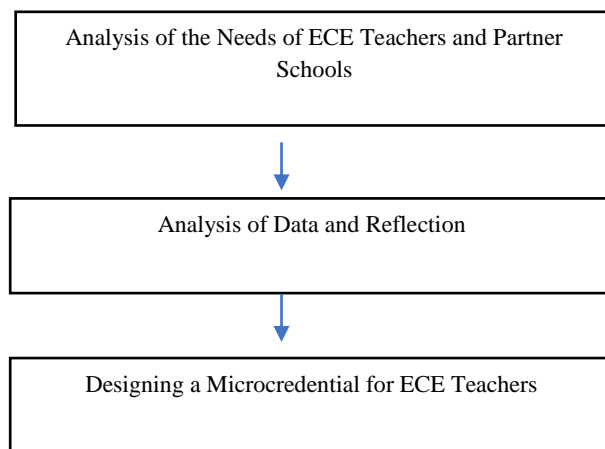 Analysis of the Needs of ECE Teachers and Partner
Schools
Analysis of Data and Reflection
Designing a Microcredential for ECE Teachers